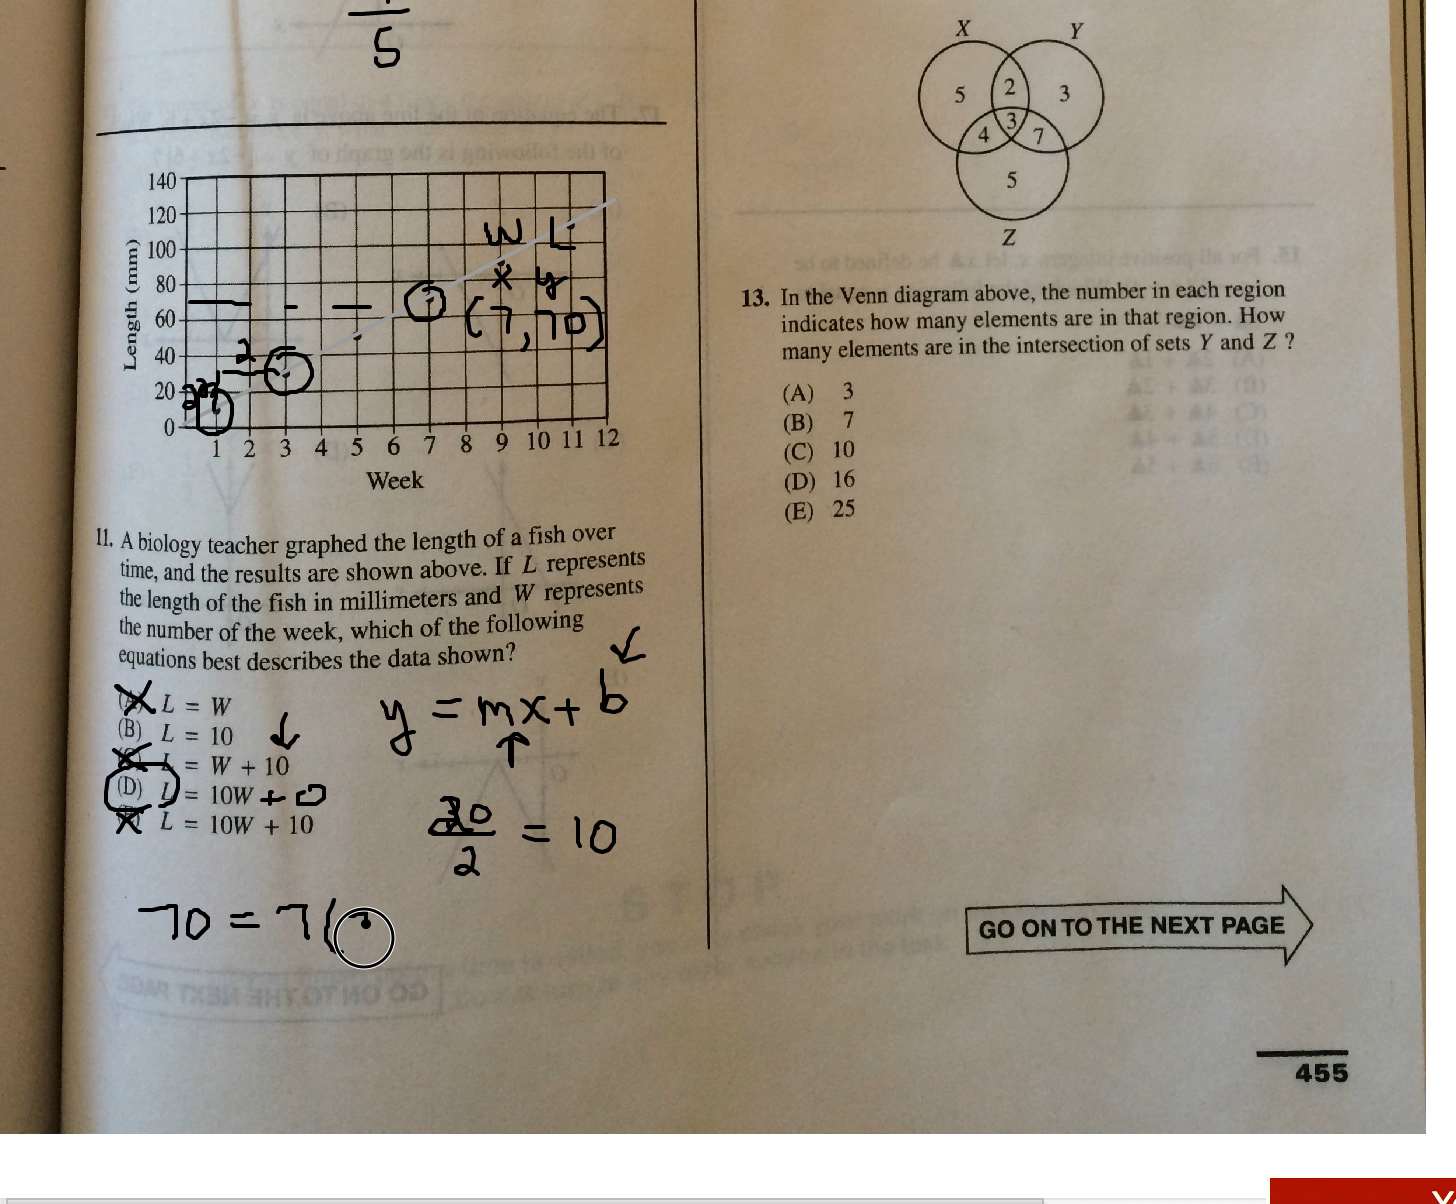 5
140
120
100
80
60
40
20
0
Length (mm)
1 2 3 4 5 6 7 8 9 10 11 12
Week
W L
x y
(7, 70)
2
11. A biology teacher graphed the length of a fish over
time, and the results are shown above. If L represents
the length of the fish in millimeters and W represents
the number of the week, which of the following
equations best describes the data shown?
L = W
(B) L = 10
L = W + 10
(D) L = 10W + 0
L = 10W + 10
y = mx + b
20
2
= 10
70 = 7(
X Y
5 2 3
4 3 7
5
Z
13. In the Venn diagram above, the number in each region
indicates how many elements are in that region. How
many elements are in the intersection of sets Y and Z ?
(A) 3
(B) 7
(C) 10
(D) 16
(E) 25
GO ON TO THE NEXT PAGE
455